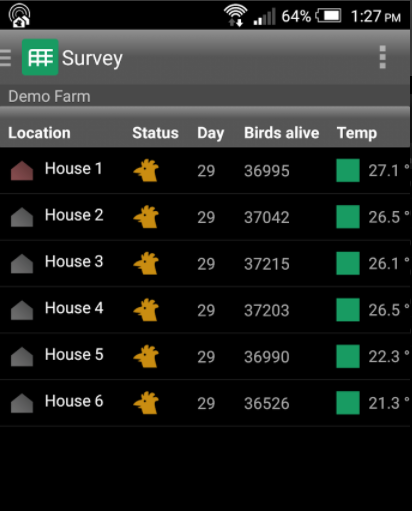 64% 1:27 PM
Survey
Demo Farm
Location Status Day Birds alive Temp
House 1 29 36995 27.1 °
House 2 29 37042 26.5 °
House 3 29 37215 26.1 °
House 4 29 37203 26.5 °
House 5 29 36990 22.3 °
House 6 29 36526 21.3 °